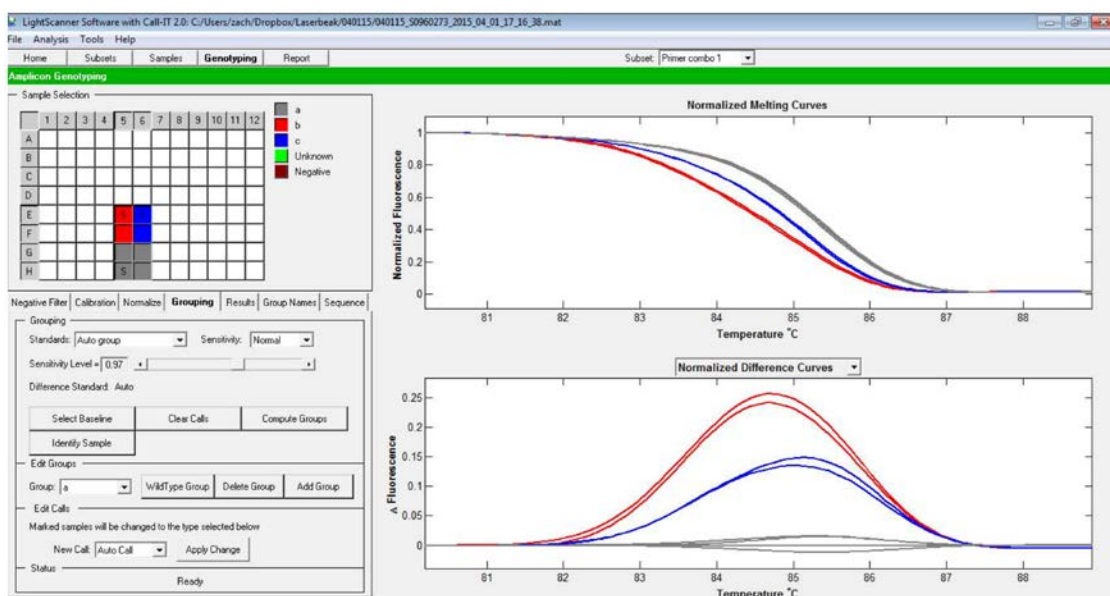 LightScanner Software with Call-IT 2.0: C:/Users/zach/Dropbox/Laserbeak/040115/040115_S0960273_2015_04_01_17_16_38.mat
File Analysis Tools Help
Home Subsets Samples Genotyping Report Subset: Primer combo 1
Amplicon Genotyping
Sample Selection
1 2 3 4 5 6 7 8 9 10 11 12
A
B
C
D
E
F
G
H S
a
b
c
Unknown
Negative
Negative Filter Calibration Normalize Grouping Results Group Names Sequence
Grouping
Standards: Auto group Sensitivity: Normal
Sensitivity Level = 0.97
Difference Standard: Auto
Select Baseline Clear Calls Compute Groups
Identify Sample
Edit Groups
Group: a WildType Group Delete Group Add Group
Edit Calls
Marked samples will be changed to the type selected below
New Call: Auto Call Apply Change
Status
Ready
Normalized Melting Curves
Normalized Fluorescence
1
0.8
0.6
0.4
0.2
0
81 82 83 84 85 86 87 88
Temperature °C
Normalized Difference Curves
Δ Fluorescence
0.25
0.2
0.15
0.1
0.05
0
81 82 83 84 85 86 87 88
Temperature °C